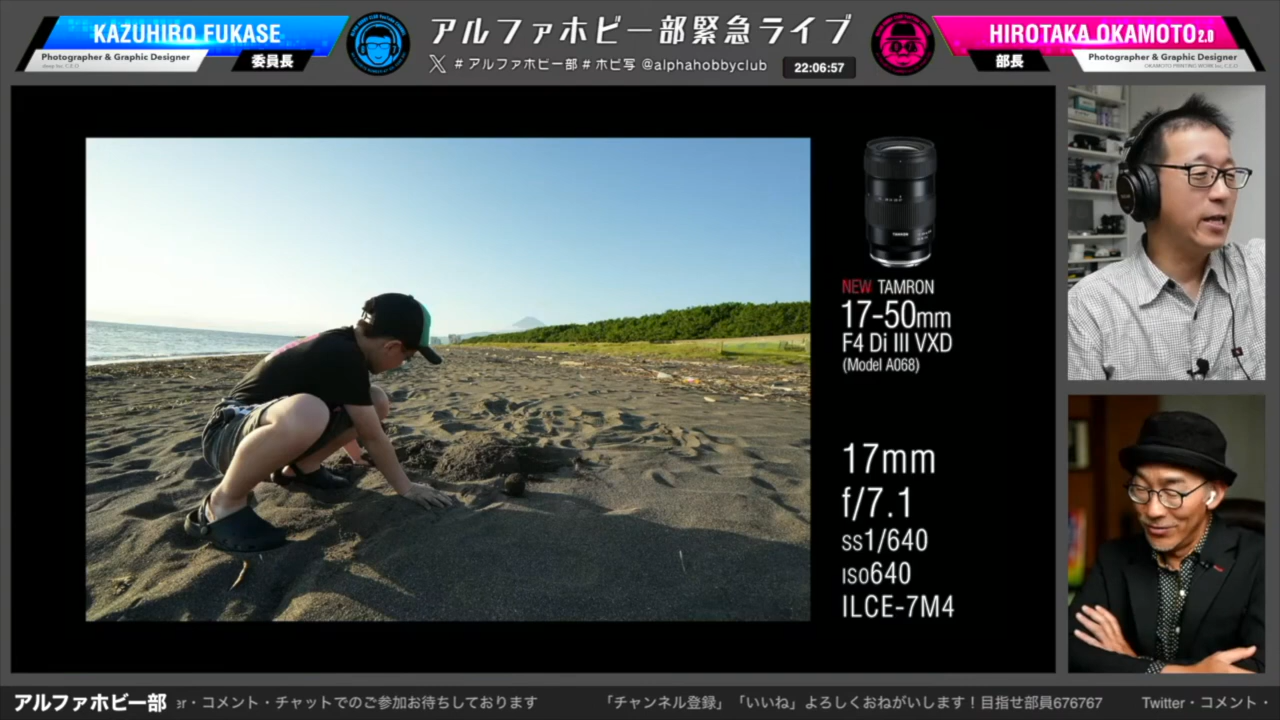 KAZUHIRO FUKASE
Photographer & Graphic Designer
委員長
アルファホビー部緊急ライブ
#アルファホビー部 #ホビ写 @alphahobbyclub
22:06:57
HIROTAKA OKAMOTO2.0
部長
Photographer & Graphic Designer
TAMRON
NEW TAMRON
17-50mm
F4 Di III VXD
(Model A068)
17mm
f/7.1
SS1/640
ISO640
ILCE-7M4
アルファホビー部
er・コメント・チャットでのご参加お待ちしております
「チャンネル登録」「いいね」よろしくおねがいします！目指せ部員676767
Twitter・コメント・